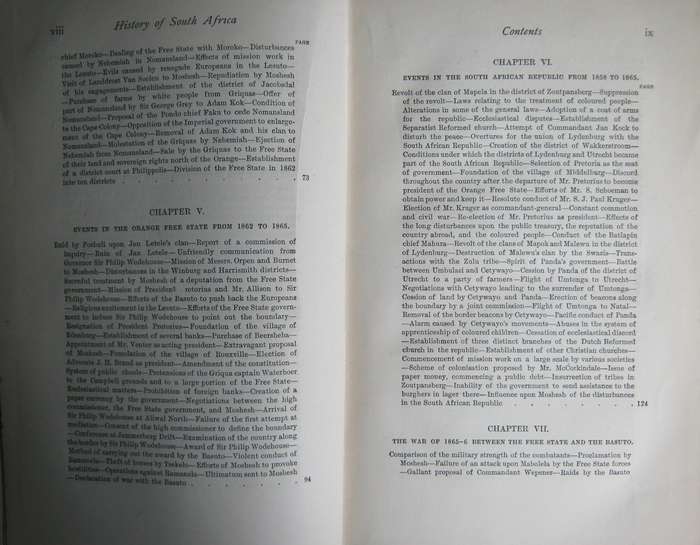 viii
History of South Africa
PAGE
chief Moroko—Dealing of the Free State with Moroko—Disturbances
caused by Nehemiah in Nomansland—Effects of mission work in
the Lesuto—Evils caused by renegade Europeans in the Lesuto—
Visit of Landdrost Van Soelen to Moshesh—Repudiation by Moshesh
of his engagements—Establishment of the district of Jacobsdal
—Purchase of farms by white people from Griquas—Offer of
part of Nomansland by Sir George Grey to Adam Kok—Condition of
Nomansland—Proposal of the Pondo chief Faku to cede Nomansland
to the Cape Colony—Opposition of the Imperial government to enlarge-
ment of the Cape Colony—Removal of Adam Kok and his clan to
Nomansland—Molestation of the Griquas by Nehemiah—Ejection of
Nehemiah from Nomansland—Sale by the Griquas to the Free State
of their land and sovereign rights north of the Orange—Establishment
of a district court at Philippolis—Division of the Free State in 1862
into ten districts . . . . . . . . . 73
CHAPTER V.
EVENTS IN THE ORANGE FREE STATE FROM 1862 TO 1865.
Raid by Poshuli upon Jan Letele's clan—Report of a commission of
inquiry—Ruin of Jan Letele—Unfriendly communication from
Governor Sir Philip Wodehouse—Mission of Messrs. Orpen and Burnet
to Moshesh—Disturbances in the Winburg and Harrismith districts—
Scornful treatment by Moshesh of a deputation from the Free State
government—Mission of President Pretorius and Mr. Allison to Sir
Philip Wodehouse—Efforts of the Basuto to push back the Europeans
—Religious excitement in the Lesuto—Efforts of the Free State govern-
ment to induce Sir Philip Wodehouse to point out the boundary—
Resignation of President Pretorius—Foundation of the village of
Edenburg—Establishment of several banks—Purchase of Beersheba—
Appointment of Mr. Venter as acting president—Extravagant proposal
of Moshesh—Foundation of the village of Rouxville—Election of
Advocate J. H. Brand as president—Amendment of the constitution—
System of public schools—Pretensions of the Griqua captain Waterboer
to the Campbell grounds and to a large portion of the Free State—
Ecclesiastical matters—Prohibition of foreign banks—Creation of a
paper currency by the government—Negotiations between the high
commissioner, the Free State government, and Moshesh—Arrival of
Sir Philip Wodehouse at Aliwal North—Failure of the first attempt at
mediation—Consent of the high commissioner to define the boundary
—Conference at Jammerberg Drift—Examination of the country along
the border by Sir Philip Wodehouse—Award of Sir Philip Wodehouse—
Method of carrying out the award by the Basuto—Violent conduct of
Ramanela—Theft of horses by Tsekelo—Efforts of Moshesh to provoke
hostilities—Operations against Ramanela—Ultimatum sent to Moshesh
—Declaration of war with the Basuto . . . . . . . 94
Contents
ix
CHAPTER VI.
EVENTS IN THE SOUTH AFRICAN REPUBLIC FROM 1858 TO 1865.
PAGE
Revolt of the clan of Mapela in the district of Zoutpansberg—Suppression
of the revolt—Laws relating to the treatment of coloured people—
Alterations in some of the general laws—Adoption of a coat of arms
for the republic—Ecclesiastical disputes—Establishment of the
Separatist Reformed church—Attempt of Commandant Jan Kock to
disturb the peace—Overtures for the union of Lydenburg with the
South African Republic—Creation of the district of Wakkerstroom—
Conditions under which the districts of Lydenburg and Utrecht became
part of the South African Republic—Selection of Pretoria as the seat
of government—Foundation of the village of Middelburg—Discord
throughout the country after the departure of Mr. Pretorius to become
president of the Orange Free State—Efforts of Mr. S. Schoeman to
obtain power and keep it—Resolute conduct of Mr. S. J. Paul Kruger—
Election of Mr. Kruger as commandant-general—Constant commotion
and civil war—Re-election of Mr. Pretorius as president—Effects of
the long disturbances upon the public treasury, the reputation of the
country abroad, and the coloured people—Conduct of the Batlapin
chief Mahura—Revolt of the clans of Mapok and Malewu in the district
of Lydenburg—Destruction of Malewu's clan by the Swazis—Trans-
actions with the Zulu tribe—Spirit of Panda's government—Battle
between Umbulazi and Cetywayo—Cession by Panda of the district of
Utrecht to a party of farmers—Flight of Umtonga to Utrecht—
Negotiations with Cetywayo leading to the surrender of Umtonga—
Cession of land by Cetywayo and Panda—Erection of beacons along
the boundary by a joint commission—Flight of Umtonga to Natal—
Removal of the border beacons by Cetywayo—Pacific conduct of Panda
—Alarm caused by Cetywayo's movements—Abuses in the system of
apprenticeship of coloured children—Cessation of ecclesiastical discord
—Establishment of three distinct branches of the Dutch Reformed
church in the republic—Establishment of other Christian churches—
Commencement of mission work on a large scale by various societies
—Scheme of colonisation proposed by Mr. McCorkindale—Issue of
paper money, commencing a public debt—Insurrection of tribes in
Zoutpansberg—Inability of the government to send assistance to the
burghers in lager there—Influence upon Moshesh of the disturbances
in the South African Republic . . . . . . . . 124
CHAPTER VII.
THE WAR OF 1865-6 BETWEEN THE FREE STATE AND THE BASUTO.
Comparison of the military strength of the combatants—Proclamation by
Moshesh—Failure of an attack upon Mabolela by the Free State forces
—Gallant proposal of Commandant Wepener—Raids by the Basuto